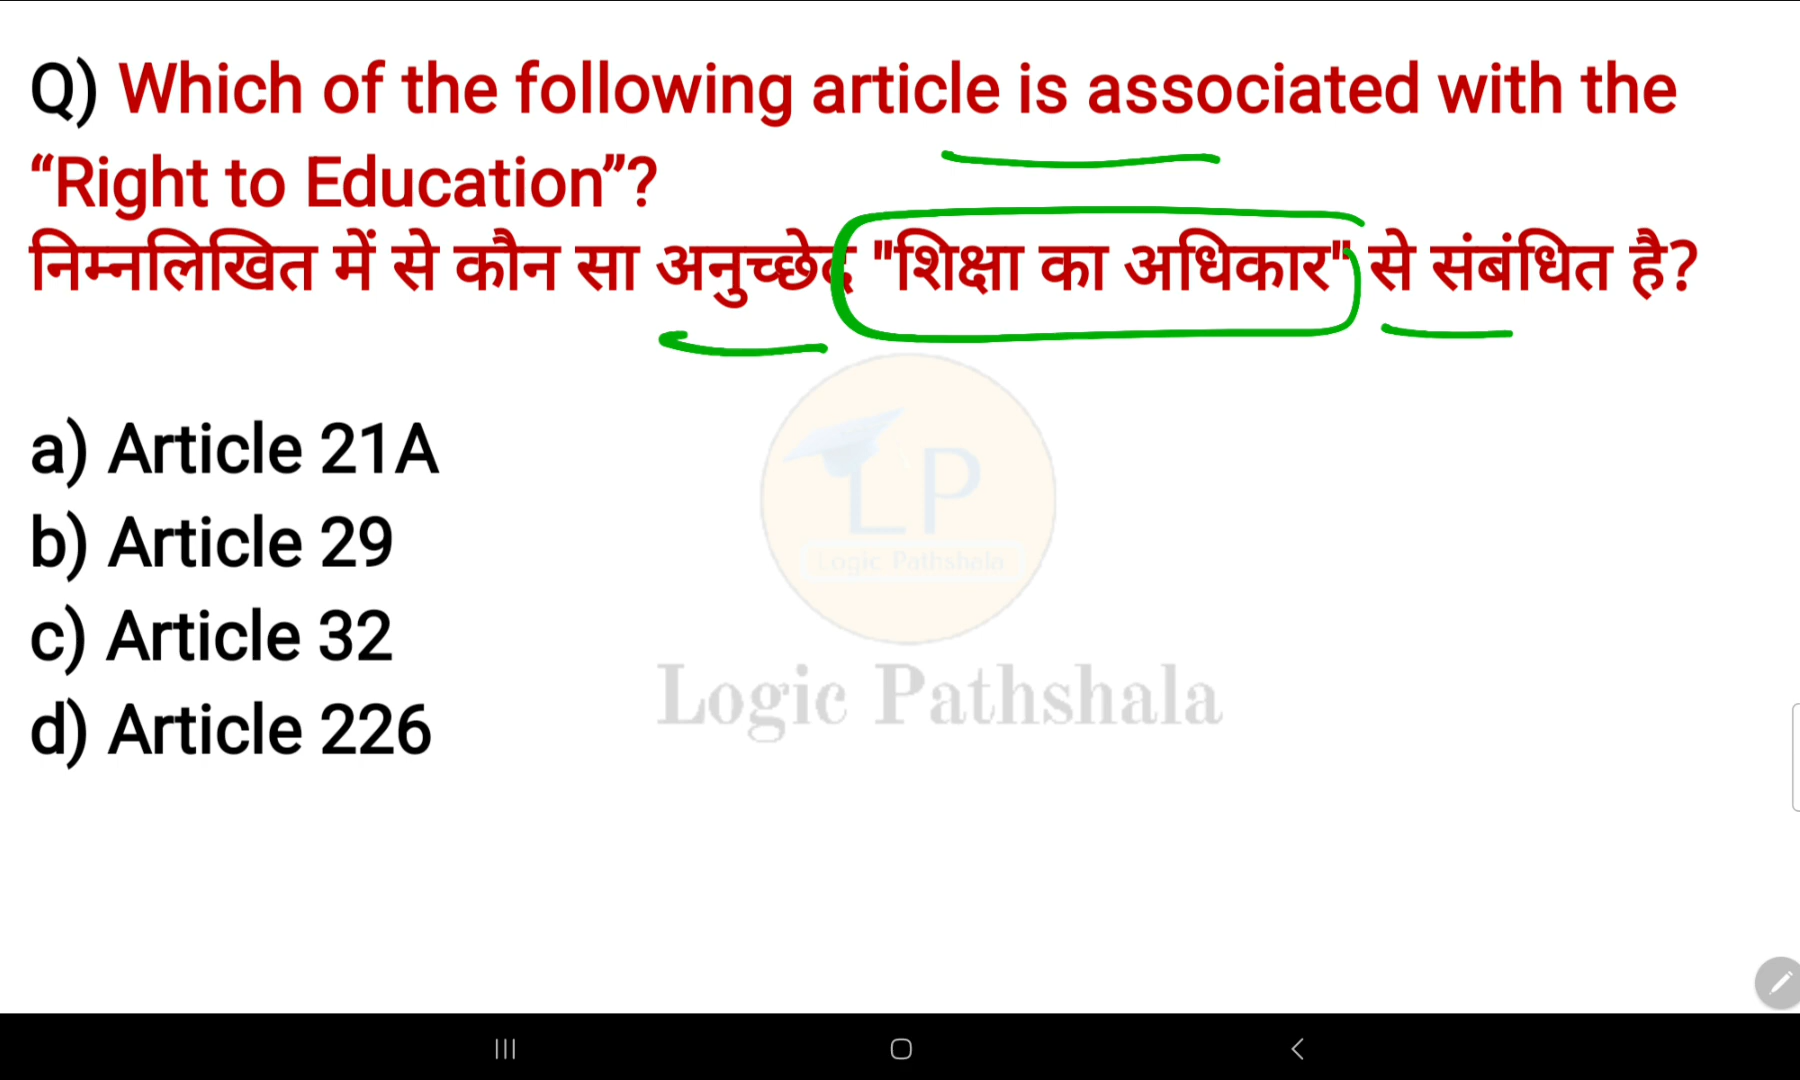 Q) Which of the following article is associated with the
“Right to Education”?
निम्नलिखित में से कौन सा अनुच्छेद "शिक्षा का अधिकार" से संबंधित है?
a) Article 21A
b) Article 29
c) Article 32
d) Article 226
LP
Logic Pathshala
Logic Pathshala